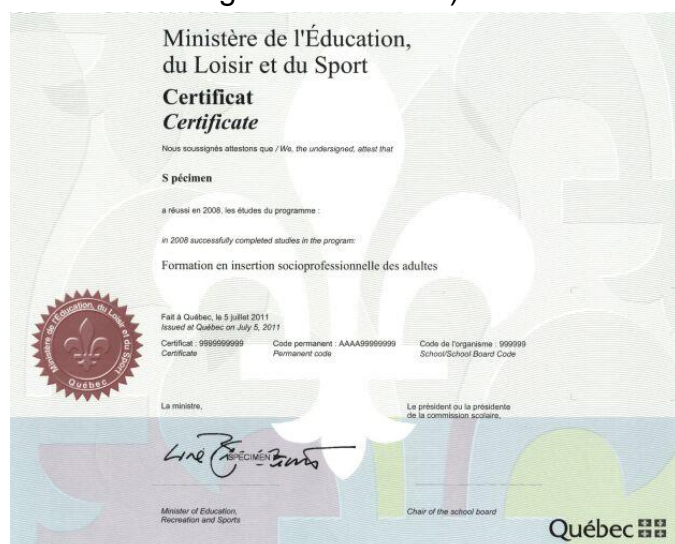 Ministère de l'Éducation,
du Loisir et du Sport
Certificat
Certificate
Nous soussignés attestons que / We, the undersigned, attest that
S pécimen
a réussi en 2008, les études du programme :
in 2008 successfully completed studies in the program:
Formation en insertion socioprofessionnelle des adultes
Ministère de l'Éducation, du Loisir et du Sport
Québec
Fait à Québec, le 5 juillet 2011
Issued at Québec on July 5, 2011
Certificat : 9999999999 Code permanent : AAAA99999999 Code de l'organisme : 999999
Certificate Permanent code School/School Board Code
La ministre, Le président ou la présidente
de la commission scolaire,
SPÉCIMEN
Minister of Education, Chair of the school board
Recreation and Sports
Québec